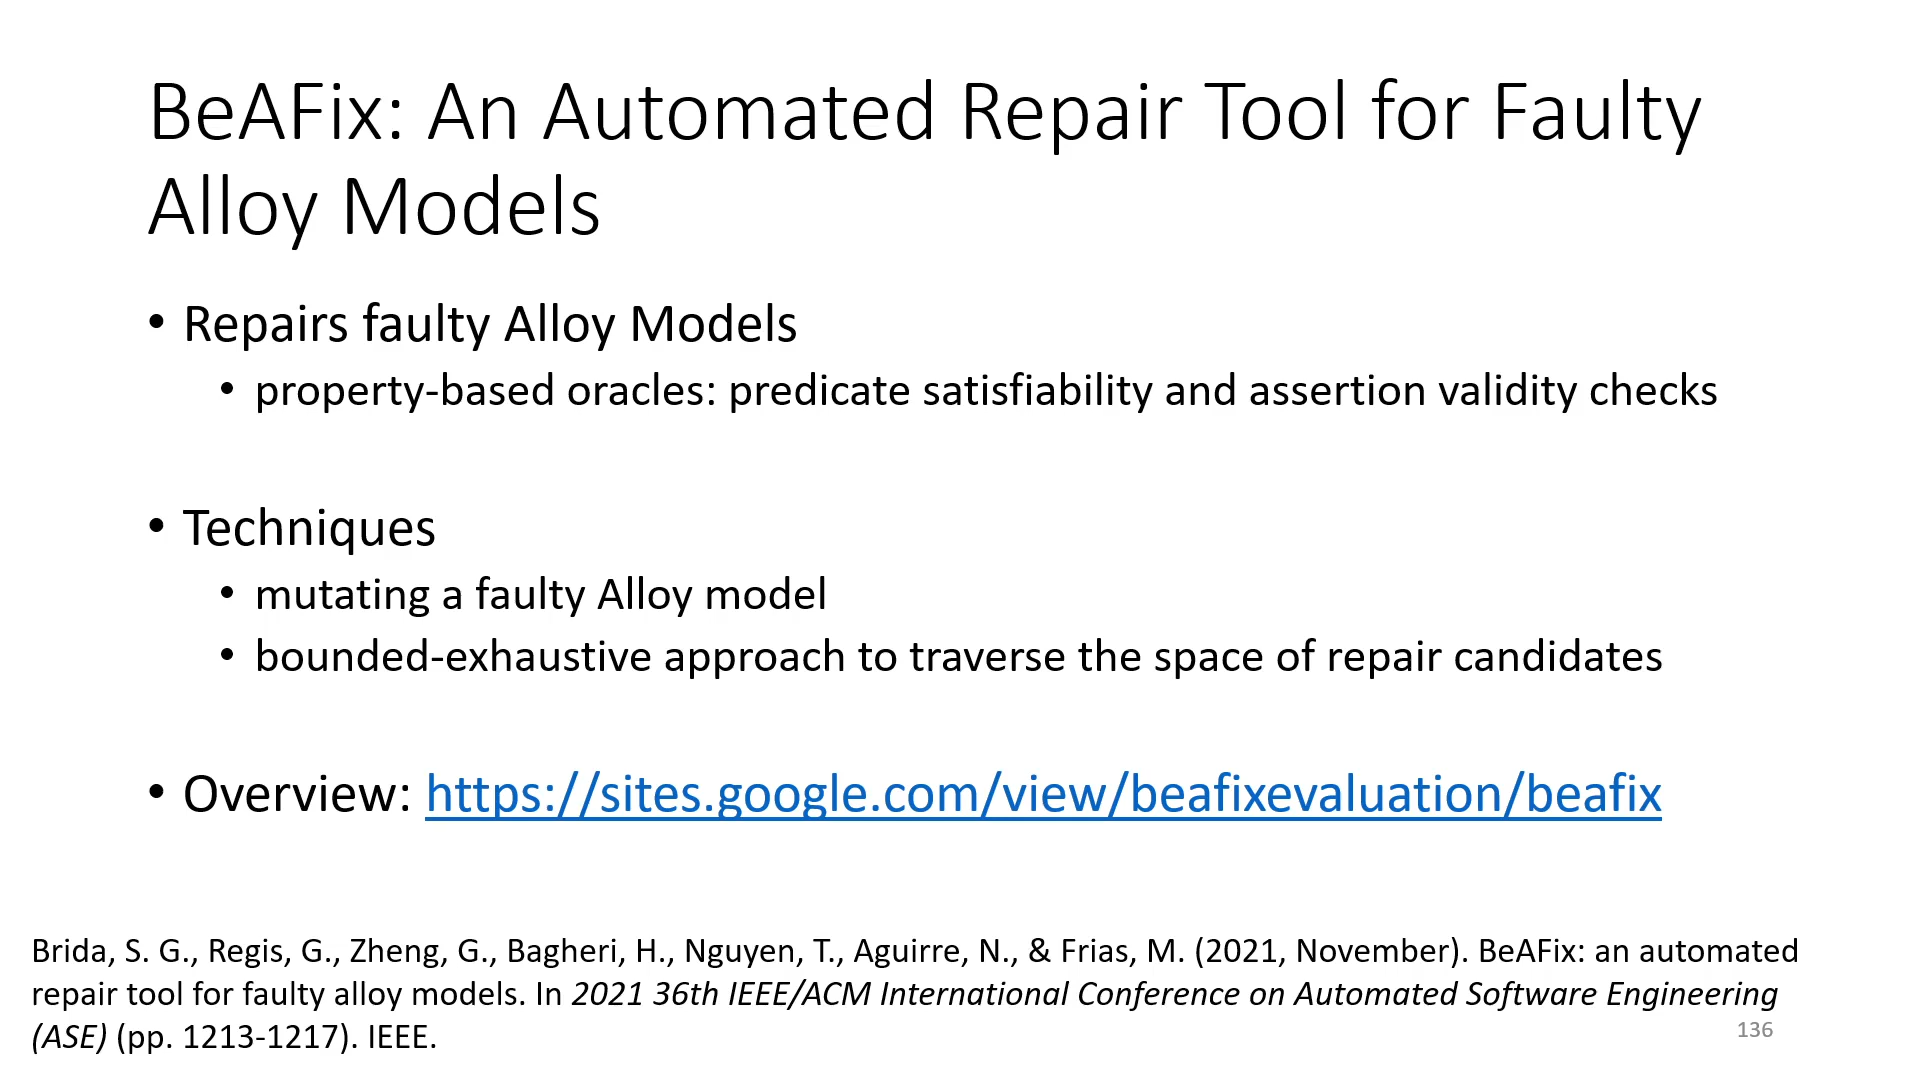 BeAFix: An Automated Repair Tool for Faulty
Alloy Models
• Repairs faulty Alloy Models
• property-based oracles: predicate satisfiability and assertion validity checks
• Techniques
• mutating a faulty Alloy model
• bounded-exhaustive approach to traverse the space of repair candidates
• Overview: https://sites.google.com/view/beafixevaluation/beafix
Brida, S. G., Regis, G., Zheng, G., Bagheri, H., Nguyen, T., Aguirre, N., & Frias, M. (2021, November). BeAFix: an automated
repair tool for faulty alloy models. In 2021 36th IEEE/ACM International Conference on Automated Software Engineering
(ASE) (pp. 1213-1217). IEEE.
136